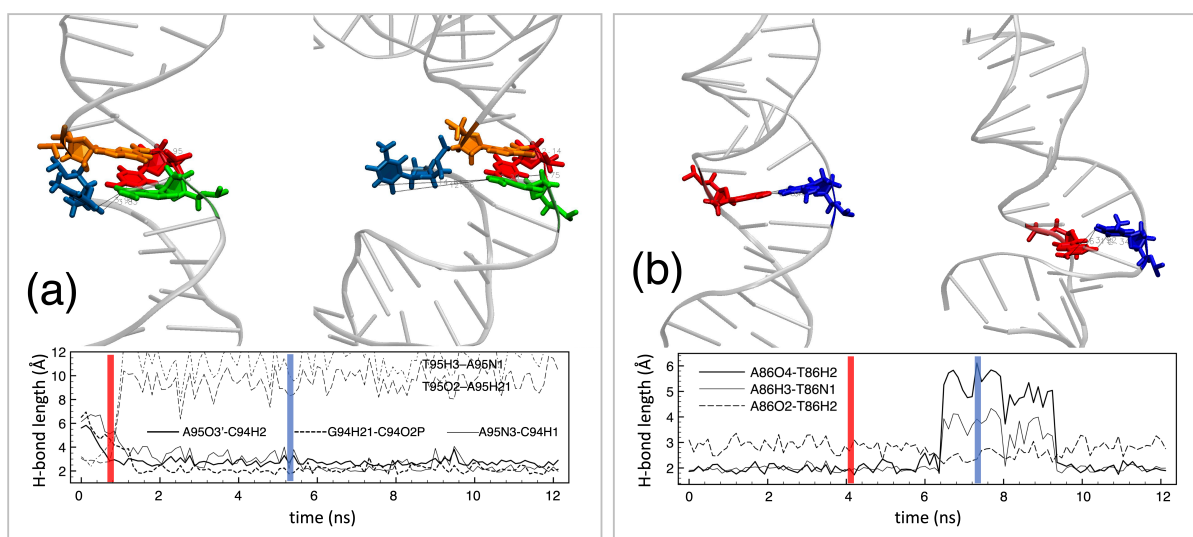 (a)
H-bond length (Å)
12
10
8
6
4
2
T95H3–A95N1
T95O2–A95H21
A95O3'-C94H2
G94H21-C94O2P
A95N3-C94H1
0
2
4
6
8
10
12
time (ns)
(b)
H-bond length (Å)
6
5
4
3
2
A86O4-T86H2
A86H3-T86N1
A86O2-T86H2
0
2
4
6
8
10
12
time (ns)